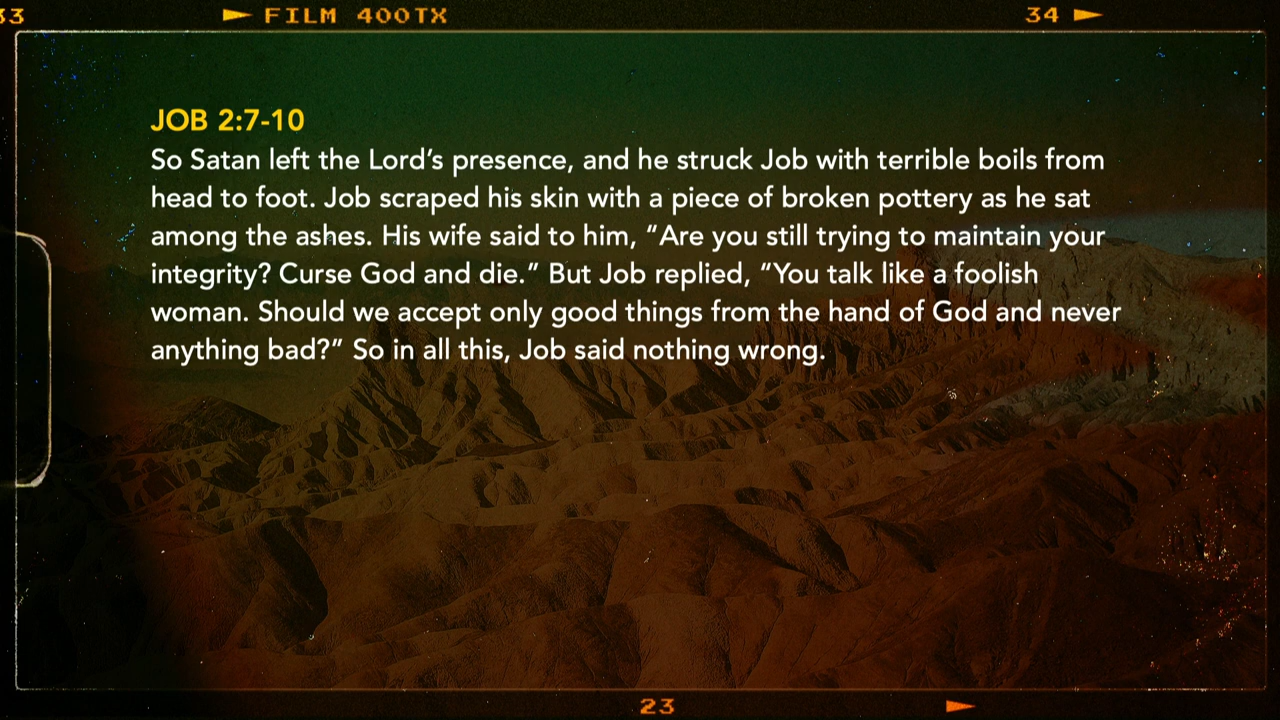 33 FILM 400TX 34
JOB 2:7-10
So Satan left the Lord’s presence, and he struck Job with terrible boils from
head to foot. Job scraped his skin with a piece of broken pottery as he sat
among the ashes. His wife said to him, “Are you still trying to maintain your
integrity? Curse God and die.” But Job replied, “You talk like a foolish
woman. Should we accept only good things from the hand of God and never
anything bad?” So in all this, Job said nothing wrong.
23